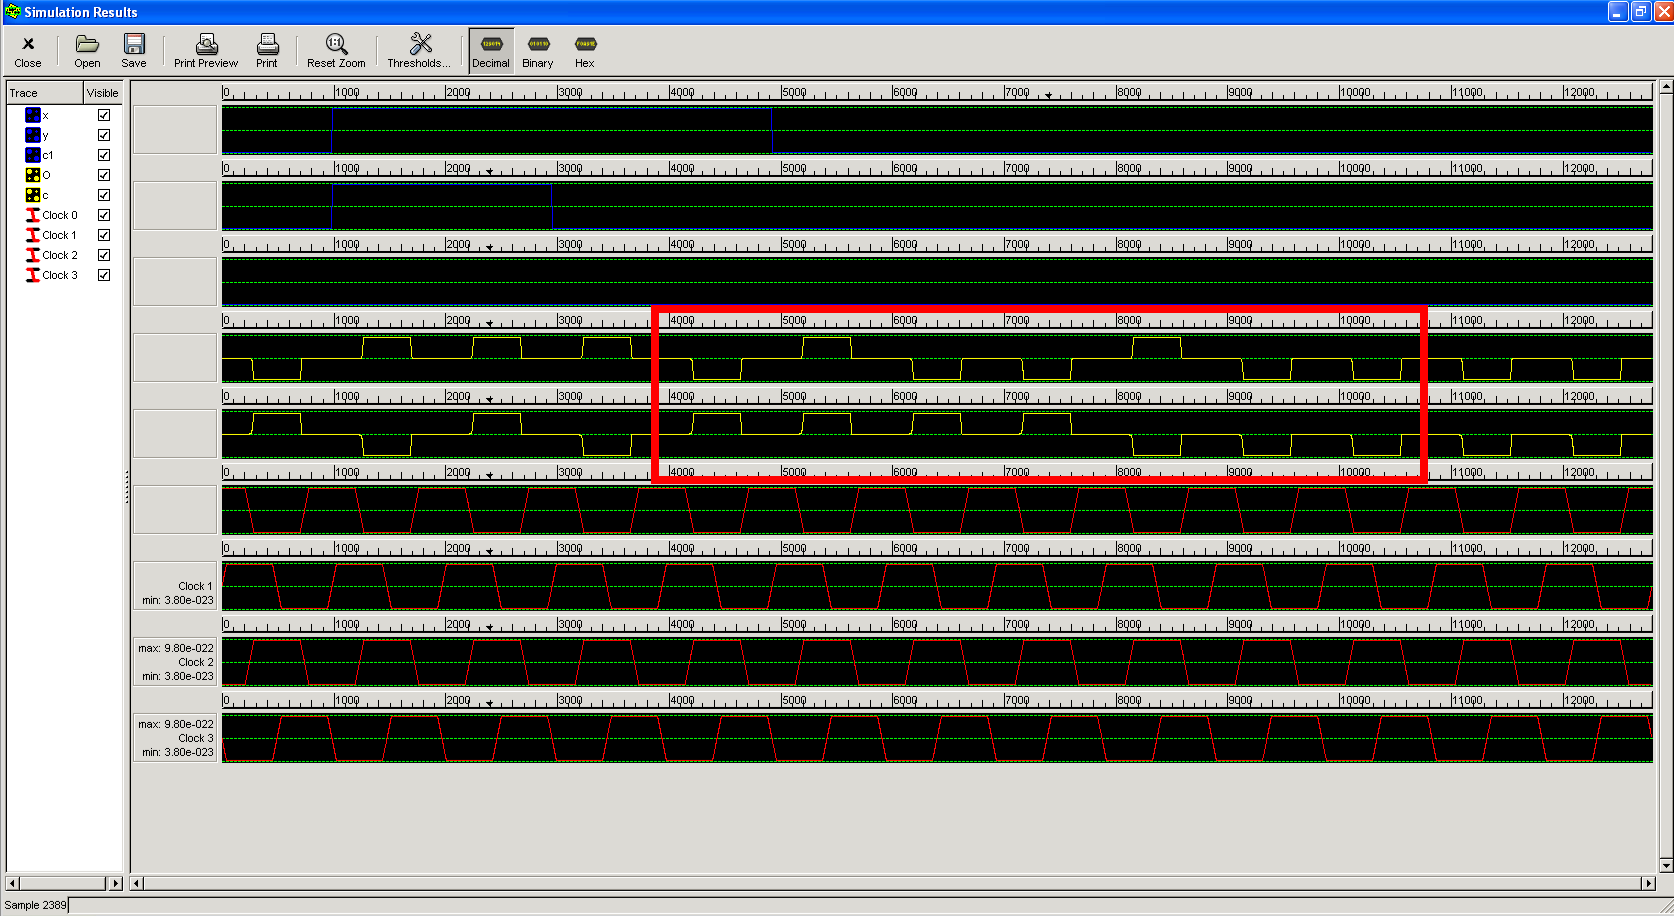 Simulation Results
Close Open Save Print Preview Print Reset Zoom Thresholds... Decimal Binary Hex
Trace Visible
x
y
c1
O
c
Clock 0
Clock 1
Clock 2
Clock 3
0 1000 2000 3000 4000 5000 6000 7000 8000 9000 10000 11000 12000
0 1000 2000 3000 4000 5000 6000 7000 8000 9000 10000 11000 12000
0 1000 2000 3000 4000 5000 6000 7000 8000 9000 10000 11000 12000
0 1000 2000 3000 4000 5000 6000 7000 8000 9000 10000 11000 12000
0 1000 2000 3000 4000 5000 6000 7000 8000 9000 10000 11000 12000
0 1000 2000 3000 4000 5000 6000 7000 8000 9000 10000 11000 12000
0 1000 2000 3000 4000 5000 6000 7000 8000 9000 10000 11000 12000
Clock 1
min: 3.80e-023
0 1000 2000 3000 4000 5000 6000 7000 8000 9000 10000 11000 12000
max: 9.80e-022
Clock 2
min: 3.80e-023
0 1000 2000 3000 4000 5000 6000 7000 8000 9000 10000 11000 12000
max: 9.80e-022
Clock 3
min: 3.80e-023
Sample 2389